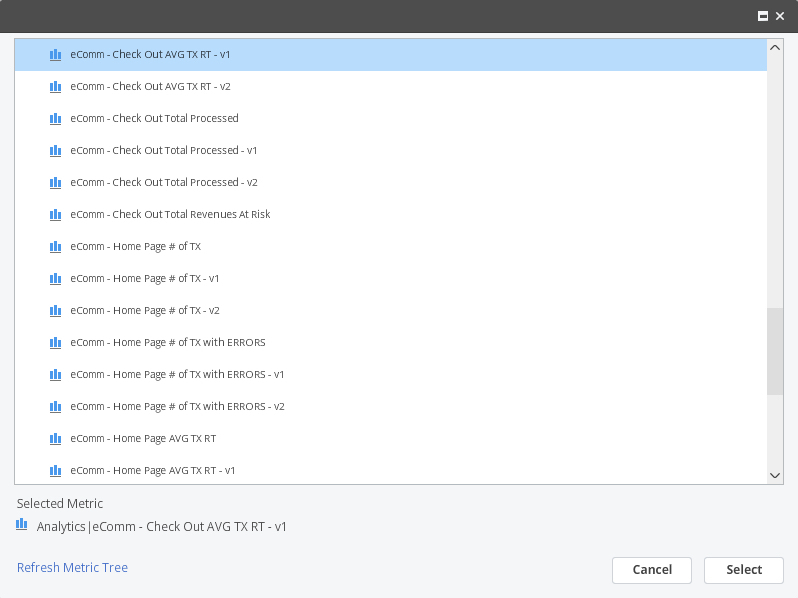 eComm - Check Out AVG TX RT - v1
eComm - Check Out AVG TX RT - v2
eComm - Check Out Total Processed
eComm - Check Out Total Processed - v1
eComm - Check Out Total Processed - v2
eComm - Check Out Total Revenues At Risk
eComm - Home Page # of TX
eComm - Home Page # of TX - v1
eComm - Home Page # of TX - v2
eComm - Home Page # of TX with ERRORS
eComm - Home Page # of TX with ERRORS - v1
eComm - Home Page # of TX with ERRORS - v2
eComm - Home Page AVG TX RT
eComm - Home Page AVG TX RT - v1
Selected Metric
Analytics|eComm - Check Out AVG TX RT - v1
Refresh Metric Tree
Cancel
Select